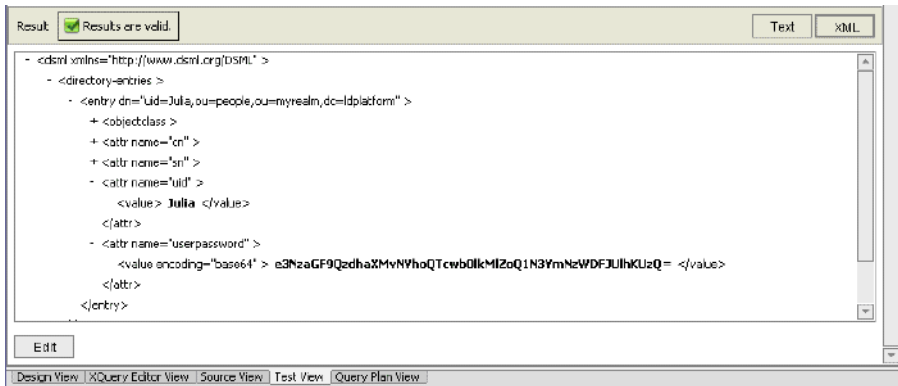 Result Results are valid. Text XML
- <dsml xmlns="http://www.dsml.org/DSML" >
- <directory-entries >
- <entry dn="uid=Julia,ou=people,ou=myrealm,dc=ldplatform" >
+ <objectclass >
+ <attr name="cn" >
+ <attr name="sn" >
- <attr name="uid" >
<value> Julia </value>
</attr>
- <attr name="userpassword" >
<value encoding="base64" > </value>
</attr>
</entry>
Edit
Design View XQuery Editor View Source View Test View Query Plan View